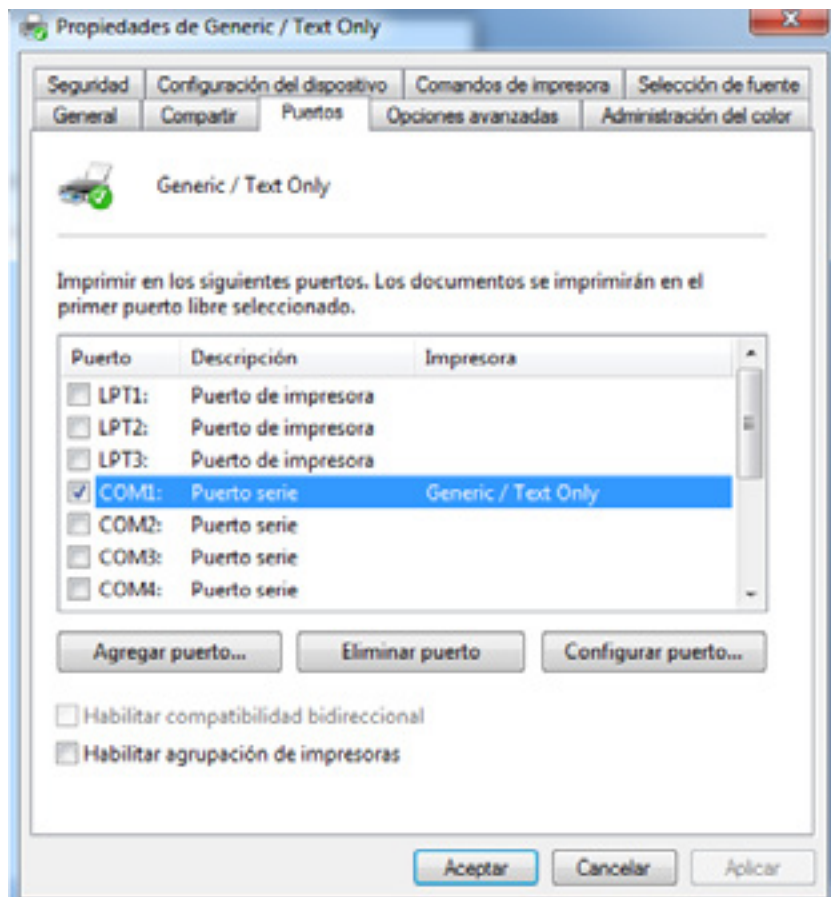 Propiedades de Generic / Text Only
Seguridad Configuración del dispositivo Comandos de impresora Selección de fuente
General Compartir Puertos Opciones avanzadas Administración del color
Generic / Text Only
Imprimir en los siguientes puertos. Los documentos se imprimirán en el
primer puerto libre seleccionado.
Puerto Descripción Impresora
LPT1: Puerto de impresora
LPT2: Puerto de impresora
LPT3: Puerto de impresora
COM1: Puerto serie Generic / Text Only
COM2: Puerto serie
COM3: Puerto serie
COM4: Puerto serie
Agregar puerto... Eliminar puerto Configurar puerto...
Habilitar compatibilidad bidireccional
Habilitar agrupación de impresoras
Aceptar Cancelar Aplicar